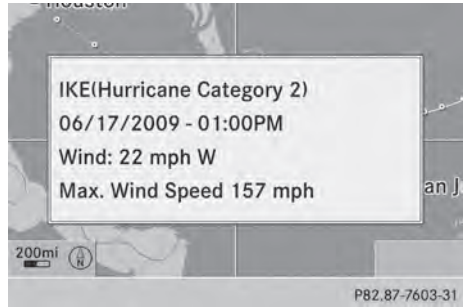 Houston
IKE(Hurricane Category 2)
06/17/2009 - 01:00PM
Wind: 22 mph W
Max. Wind Speed 157 mph
an J
200mi
N
P82.87-7603-31